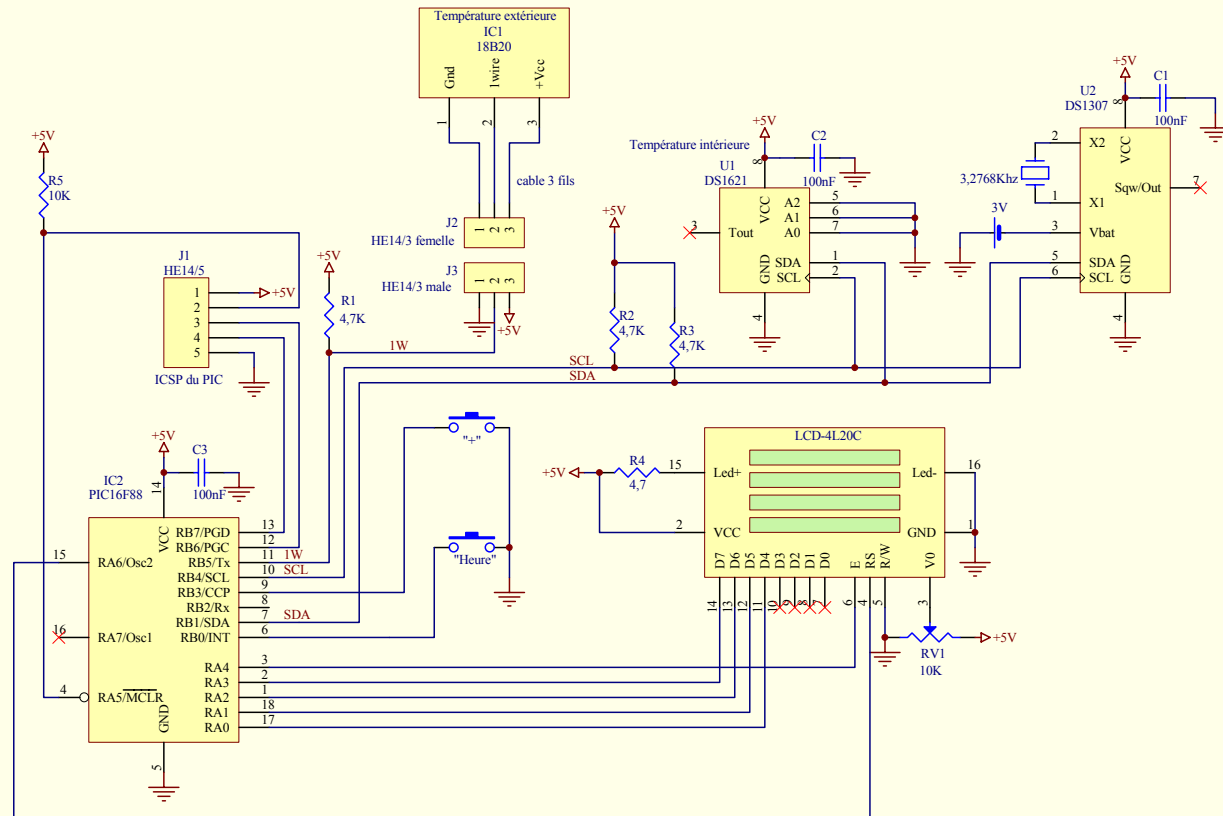 Température extérieure
IC1
18B20
Gnd
1wire
+Vcc
1
2
3
cable 3 fils
J2
HE14/3 femelle
1 2 3
J3
HE14/3 male
1 2 3
+5V
+5V
R5
10K
J1
HE14/5
1
2
3
4
5
+5V
ICSP du PIC
+5V
R1
4,7K
1W
SCL
SDA
+5V
R2
4,7K
R3
4,7K
+5V
Température intérieure
U1
DS1621
8
C2
100nF
VCC
A2 5
A1 6
A0 7
3 Tout
SDA 1
SCL 2
GND
4
+5V
U2
DS1307
8
C1
100nF
VCC
2 X2
3,2768Khz
1 X1
Sqw/Out 7
3V
3 Vbat
5 SDA
6 SCL
GND
4
+5V
C3
100nF
IC2
PIC16F88
14
VCC
15 RA6/Osc2
16 RA7/Osc1
4 RA5/MCLR
GND
5
RB7/PGD 13
RB6/PGC 12
RB5/Tx 11 1W
RB4/SCL 10 SCL
RB3/CCP 9
RB2/Rx 8
RB1/SDA 7 SDA
RB0/INT 6
RA4 3
RA3 2
RA2 1
RA1 18
RA0 17
"+"
"Heure"
LCD-4L20C
+5V
R4
4,7
15 Led+
Led- 16
2 VCC
GND 1
D7 D6 D5 D4 D3 D2 D1 D0 E RS R/W V0
14 13 12 11 10 9 8 7 6 4 5 3
RV1
10K
+5V